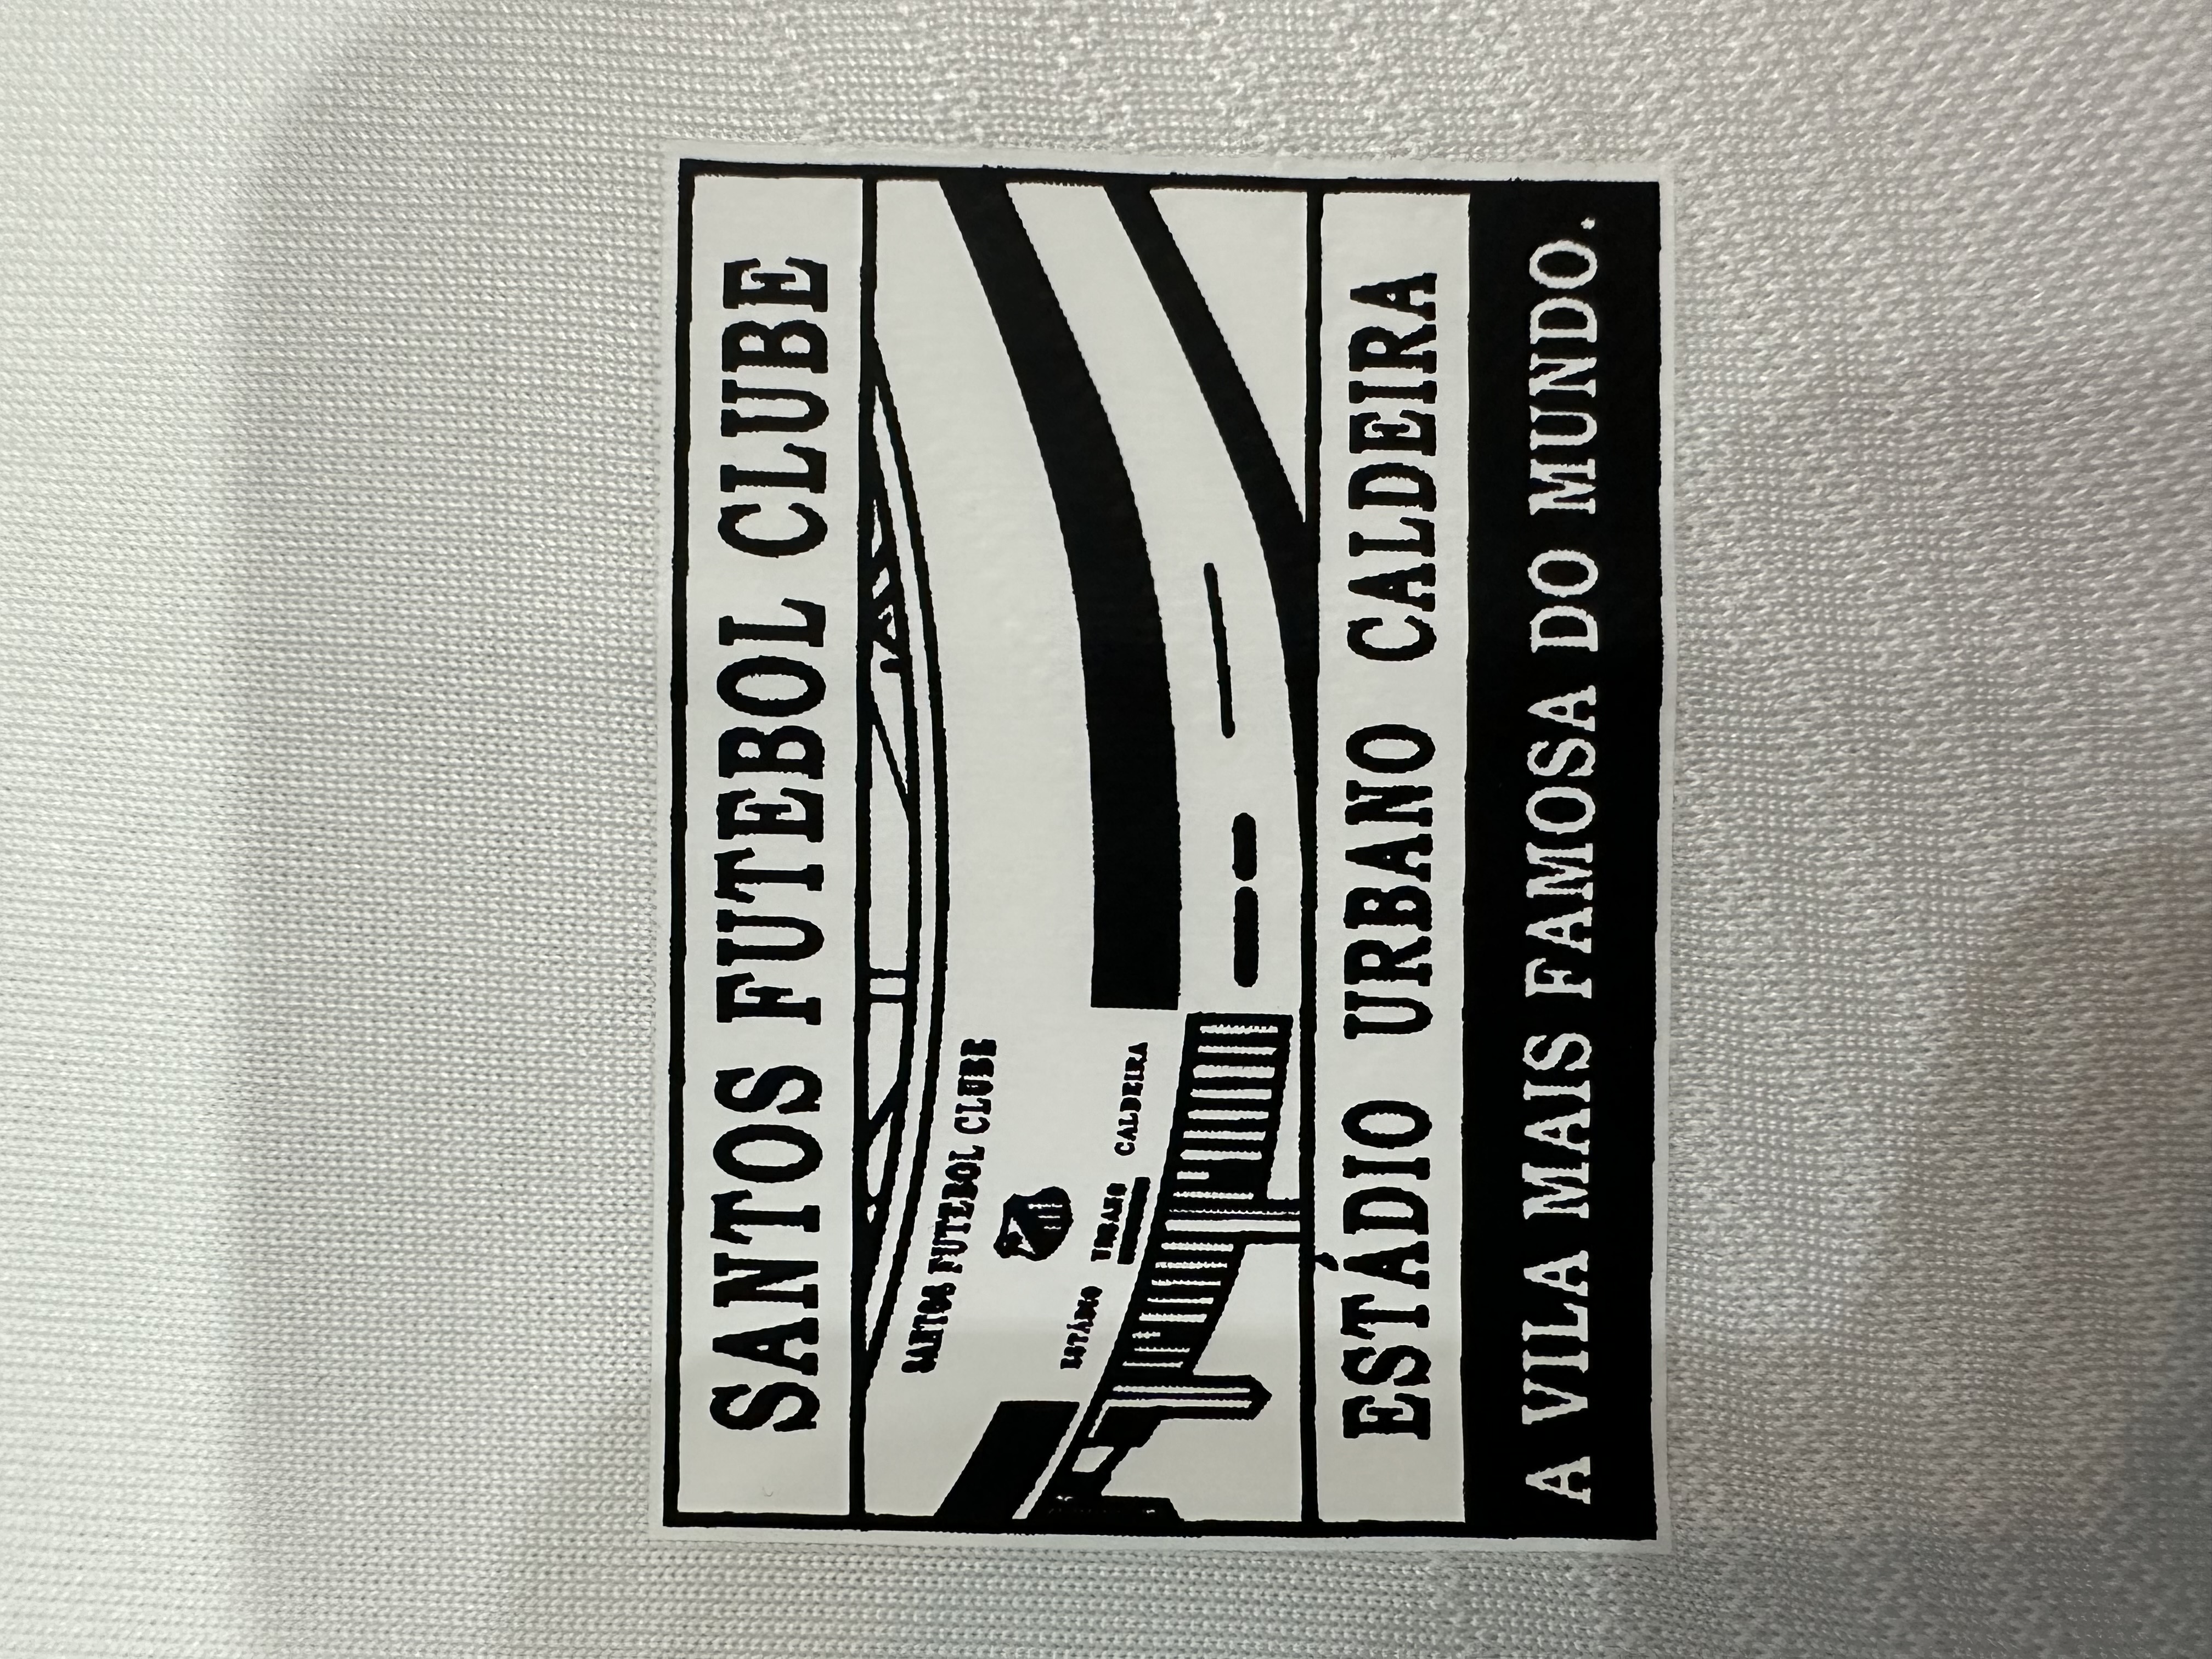 SANTOS FUTEBOL CLUBE
SANTOS FUTEBOL CLUBE
ESTÁDIO URBANO CALDEIRA
ESTÁDIO URBANO CALDEIRA
A VILA MAIS FAMOSA DO MUNDO.